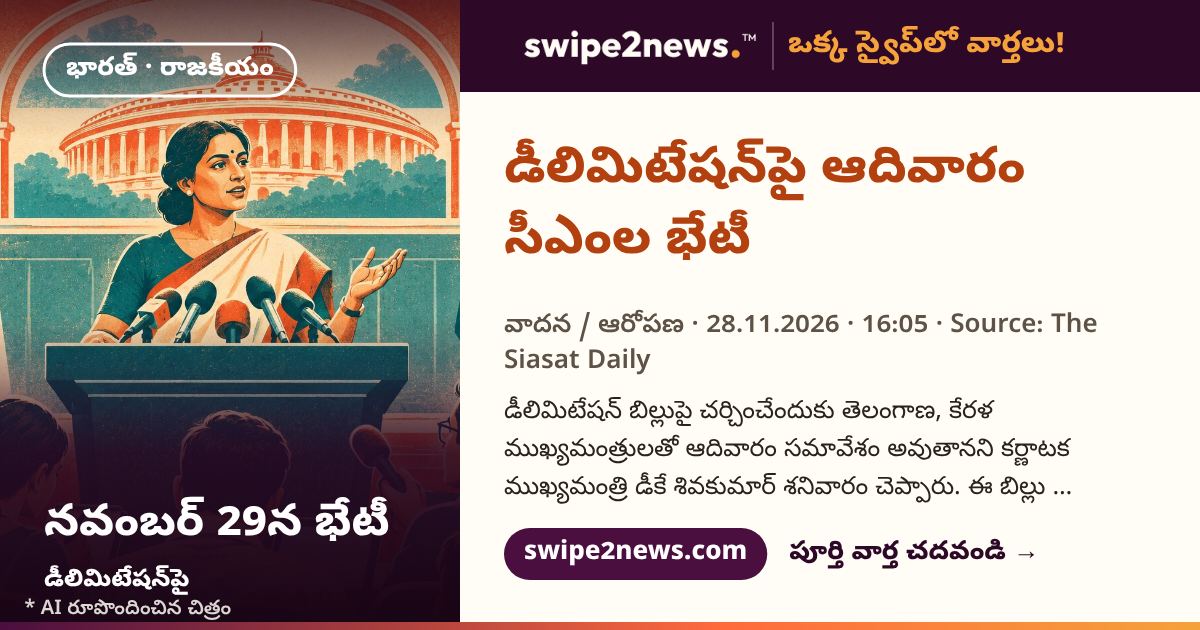 భారత్ · రాజకీయం
swipe2news.™
ఒక్క స్వైప్‌లో వార్తలు!
డీలిమిటేషన్‌పై ఆదివారం
సీఎంల భేటీ
వాదన / ఆరోపణ · 28.11.2026 · 16:05 · Source: The
Siasat Daily
డీలిమిటేషన్ బిల్లుపై చర్చించేందుకు తెలంగాణ, కేరళ
ముఖ్యమంత్రులతో ఆదివారం సమావేశం అవుతానని కర్ణాటక
ముఖ్యమంత్రి డీకే శివకుమార్ శనివారం చెప్పారు. ఈ బిల్లు ...
swipe2news.com
పూర్తి వార్త చదవండి →
నవంబర్ 29న భేటీ
డీలిమిటేషన్‌పై
* AI రూపొందించిన చిత్రం